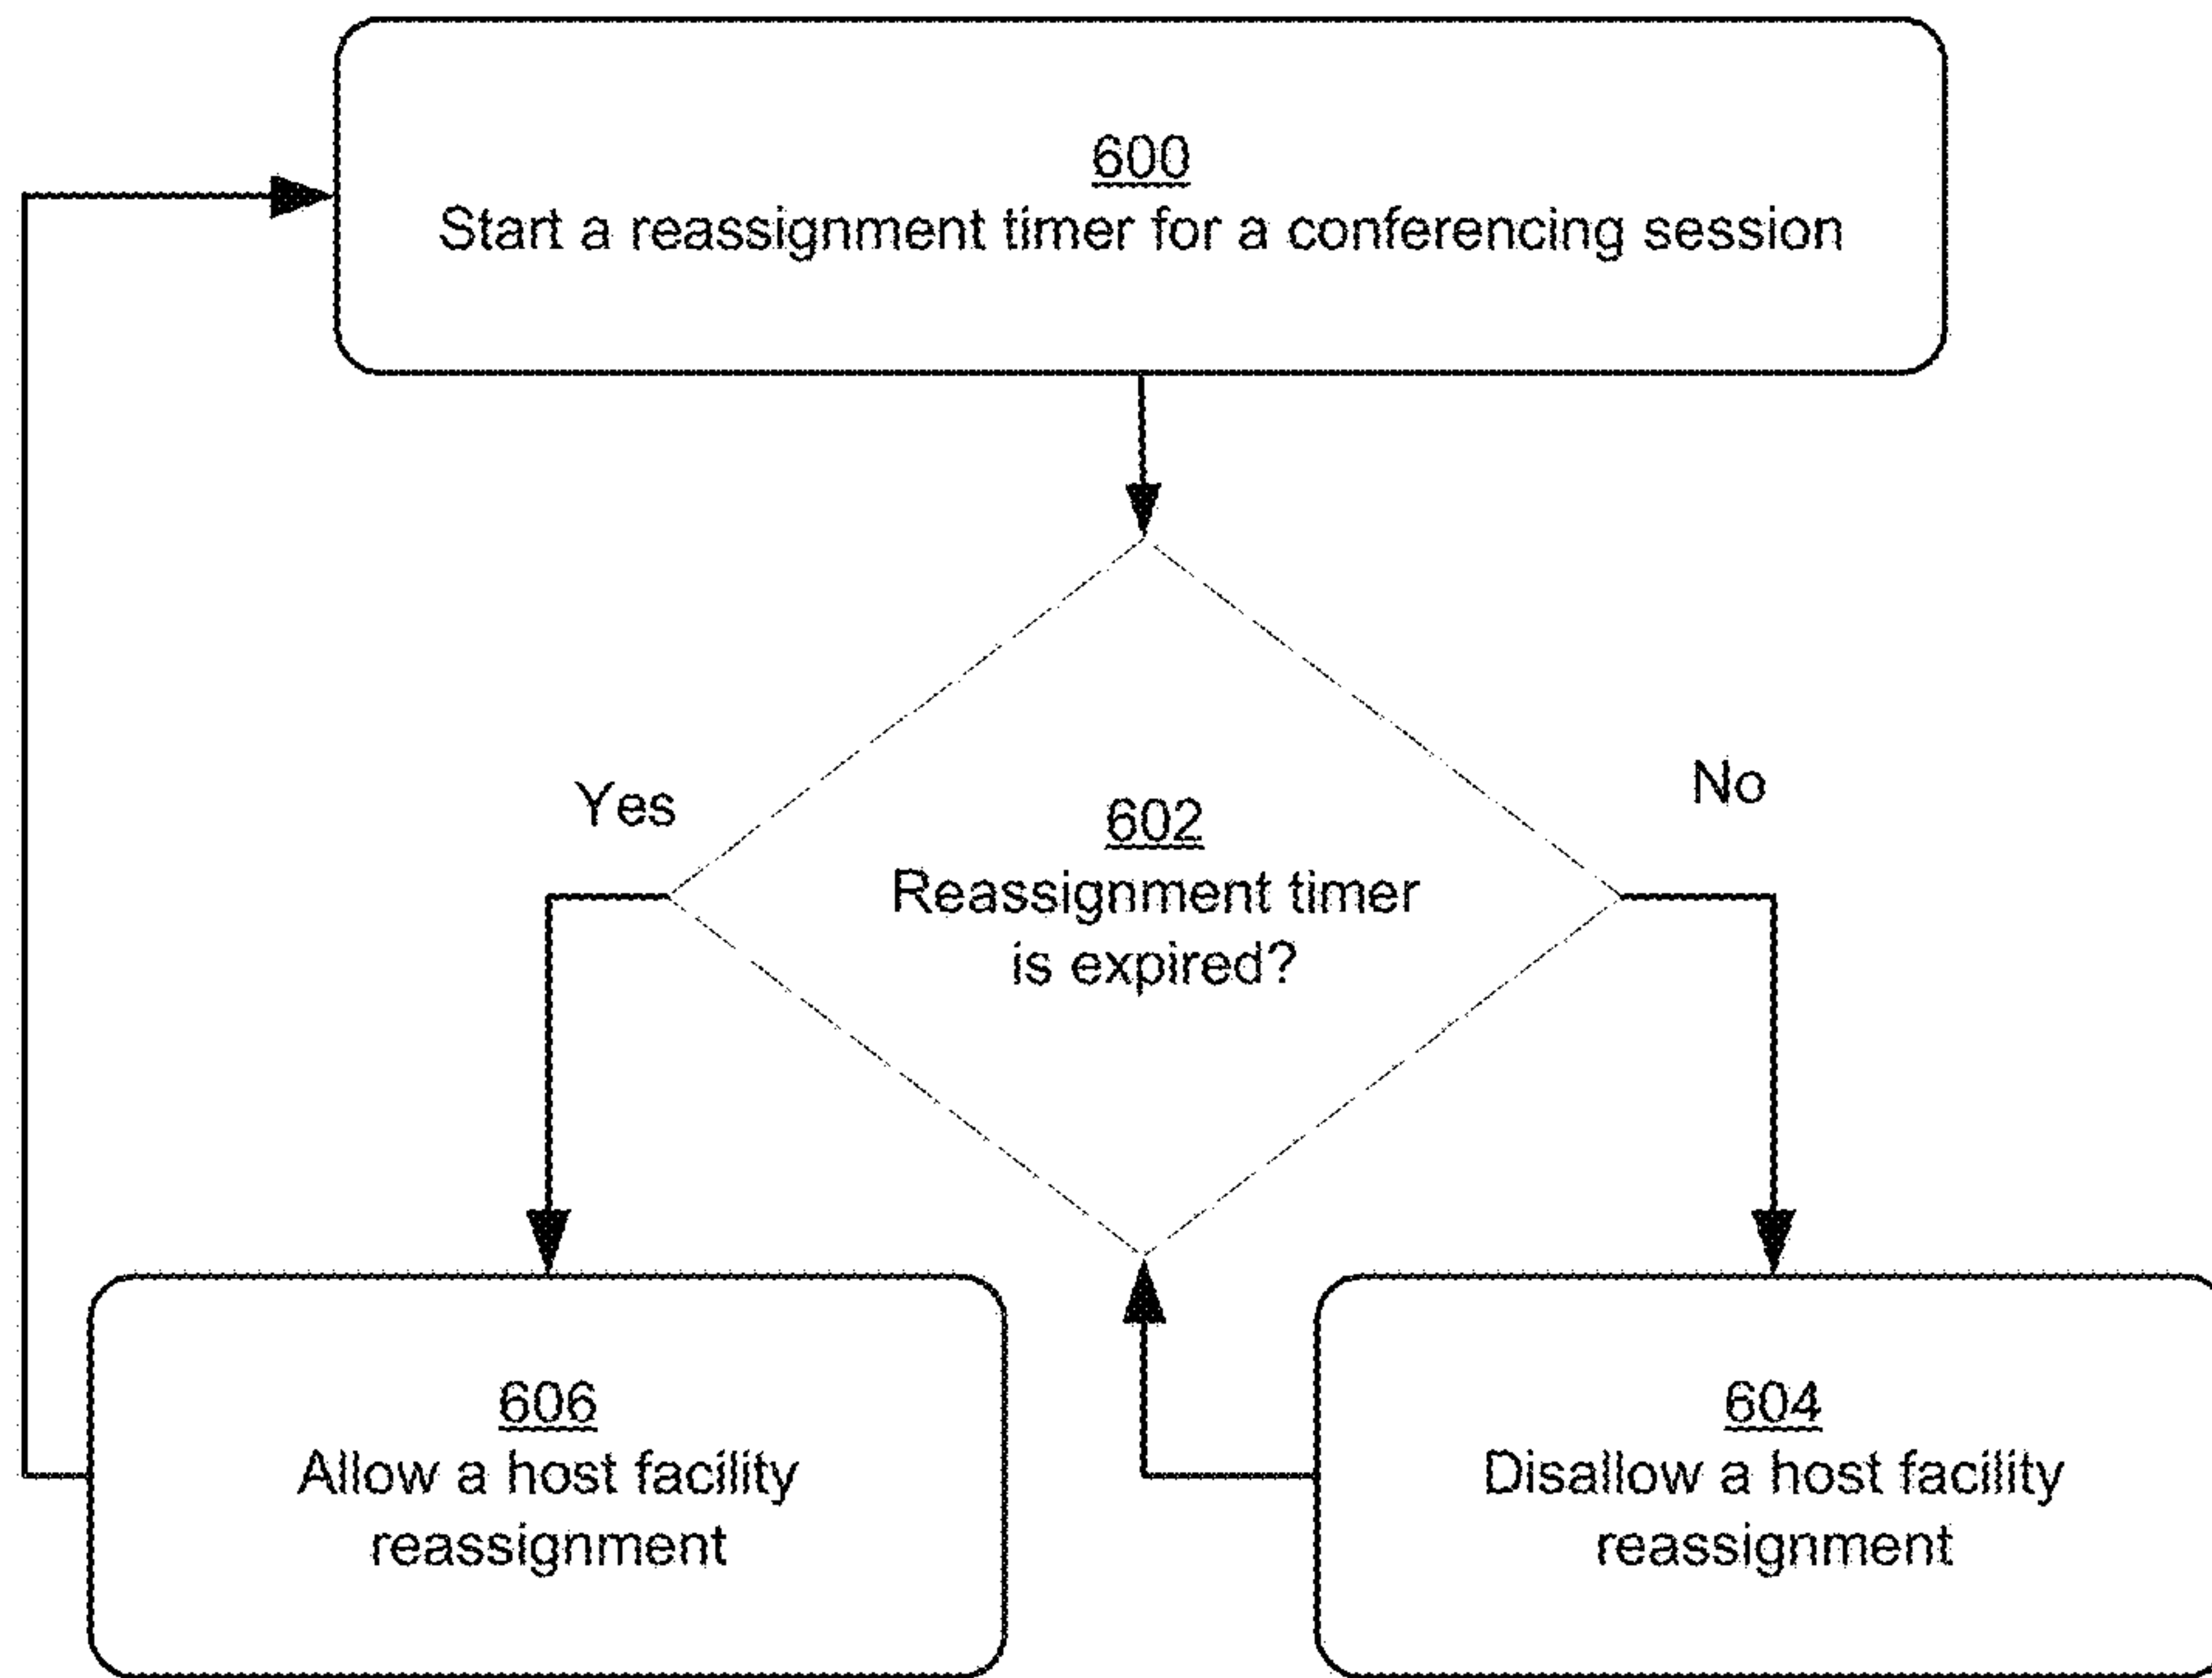 600
Start a reassignment timer for a conferencing session
Yes
No
602
Reassignment timer
is expired?
606
Allow a host facility
reassignment
604
Disallow a host facility
reassignment